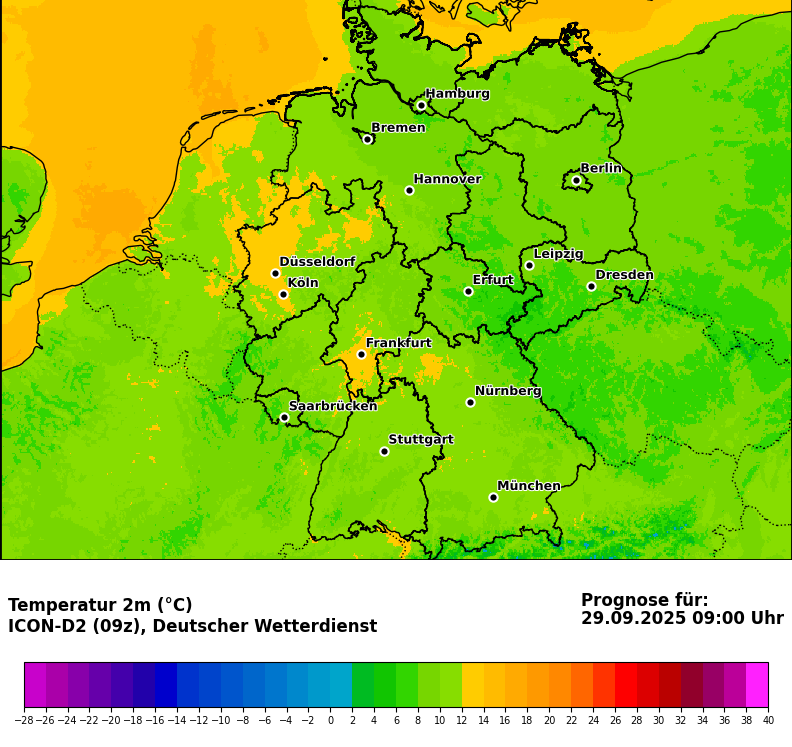 Hamburg
Bremen
Berlin
Hannover
Leipzig
Düsseldorf
Dresden
Köln
Erfurt
Frankfurt
Nürnberg
Saarbrücken
Stuttgart
München
Temperatur 2m (°C)
ICON-D2 (09z), Deutscher Wetterdienst
Prognose für:
29.09.2025 09:00 Uhr
−28 −26 −24 −22 −20 −18 −16 −14 −12 −10 −8 −6 −4 −2 0 2 4 6 8 10 12 14 16 18 20 22 24 26 28 30 32 34 36 38 40